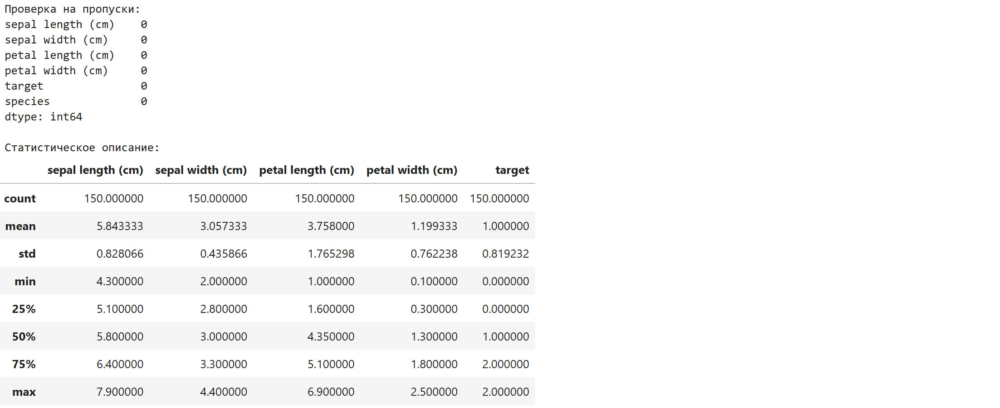 Проверка на пропуски:
sepal length (cm)    0
sepal width (cm)     0
petal length (cm)    0
petal width (cm)     0
target               0
species              0
dtype: int64

Статистическое описание:
sepal length (cm) sepal width (cm) petal length (cm) petal width (cm) target
count 150.000000 150.000000 150.000000 150.000000 150.000000
mean 5.843333 3.057333 3.758000 1.199333 1.000000
std 0.828066 0.435866 1.765298 0.762238 0.819232
min 4.300000 2.000000 1.000000 0.100000 0.000000
25% 5.100000 2.800000 1.600000 0.300000 0.000000
50% 5.800000 3.000000 4.350000 1.300000 1.000000
75% 6.400000 3.300000 5.100000 1.800000 2.000000
max 7.900000 4.400000 6.900000 2.500000 2.000000